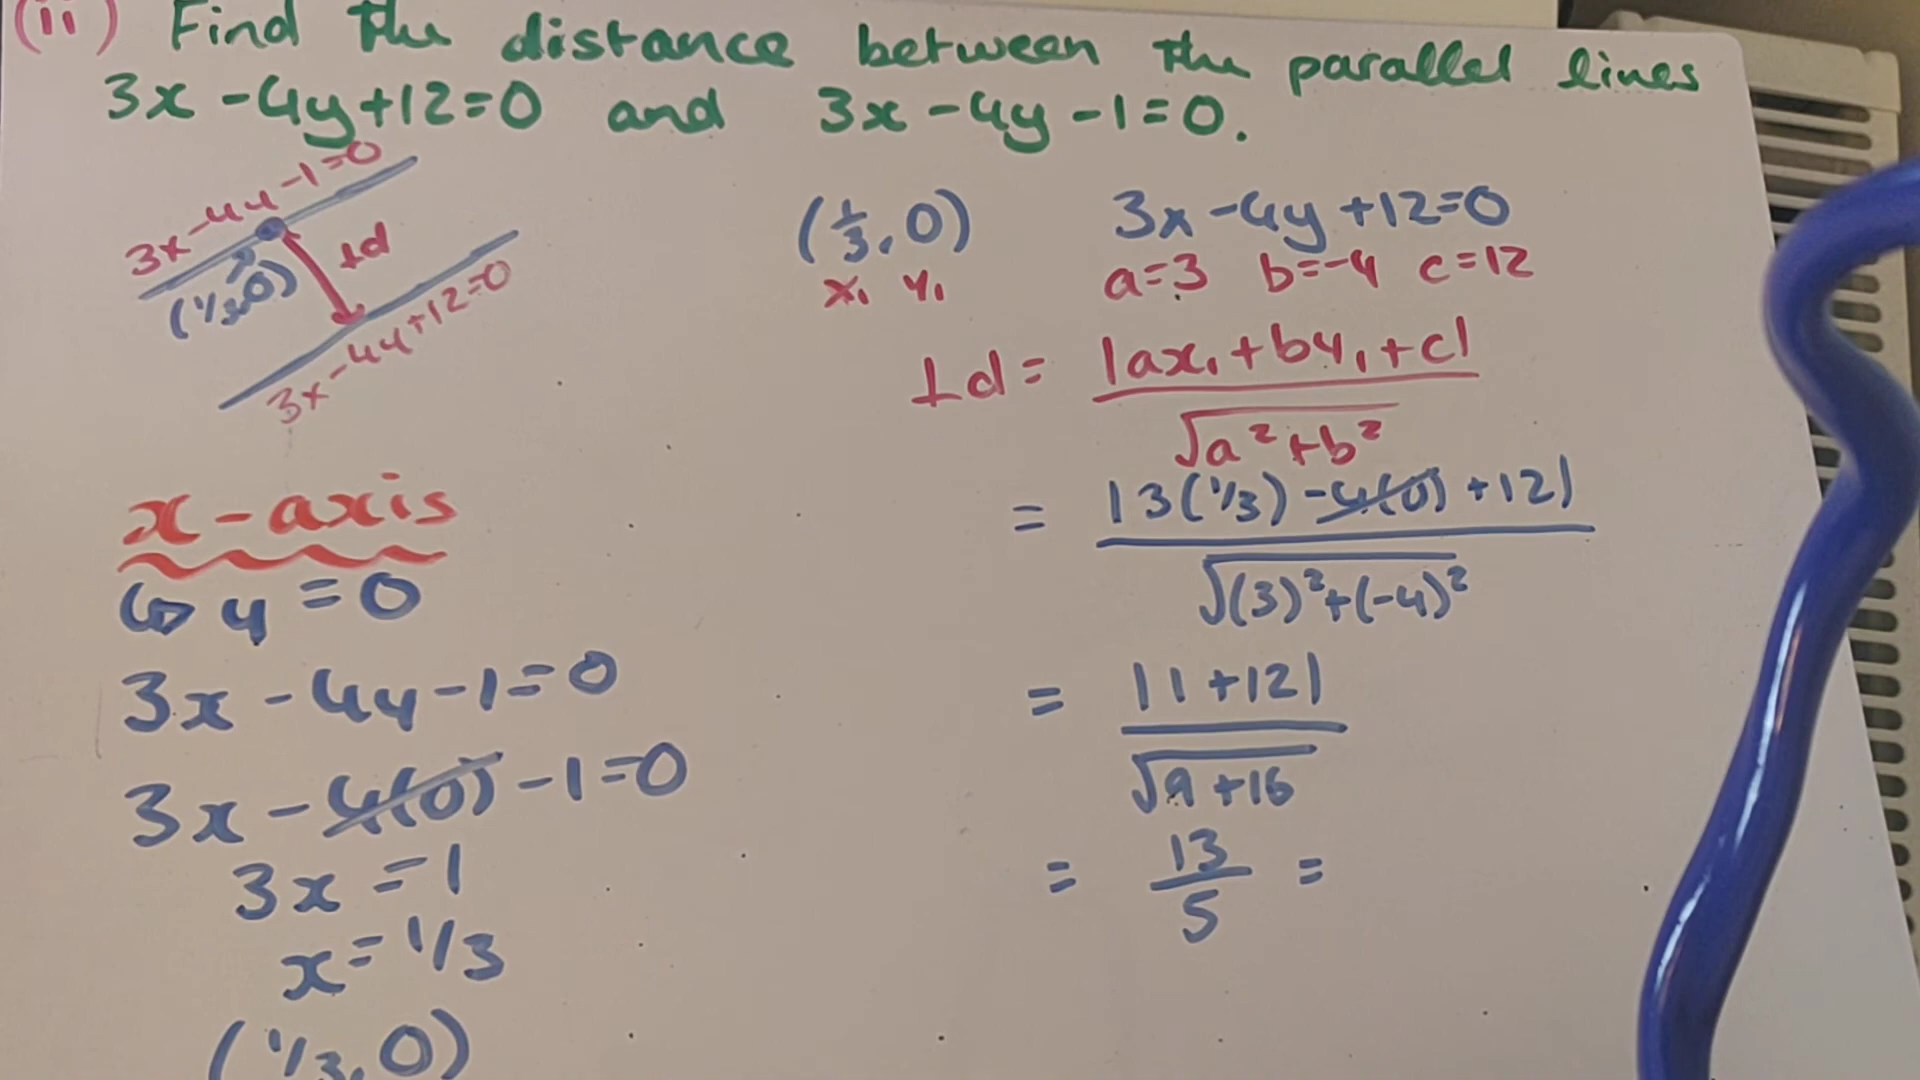 (ii) Find the distance between the parallel lines
3x - 4y + 12 = 0 and 3x - 4y - 1 = 0.
3x - 4y - 1 = 0
(1/3, 0)
⊥d
3x - 4y + 12 = 0
x-axis
↳ y = 0
3x - 4y - 1 = 0
3x - 4(0) - 1 = 0
3x = 1
x = 1/3
(1/3, 0)
(1/3, 0) 3x - 4y + 12 = 0
x₁ y₁ a = 3 b = -4 c = 12
⊥d = |ax₁ + by₁ + c|
√a² + b²
= |3(1/3) - 4(0) + 12|
√(3)² + (-4)²
= |1 + 12|
√9 + 16
= 13 =
5